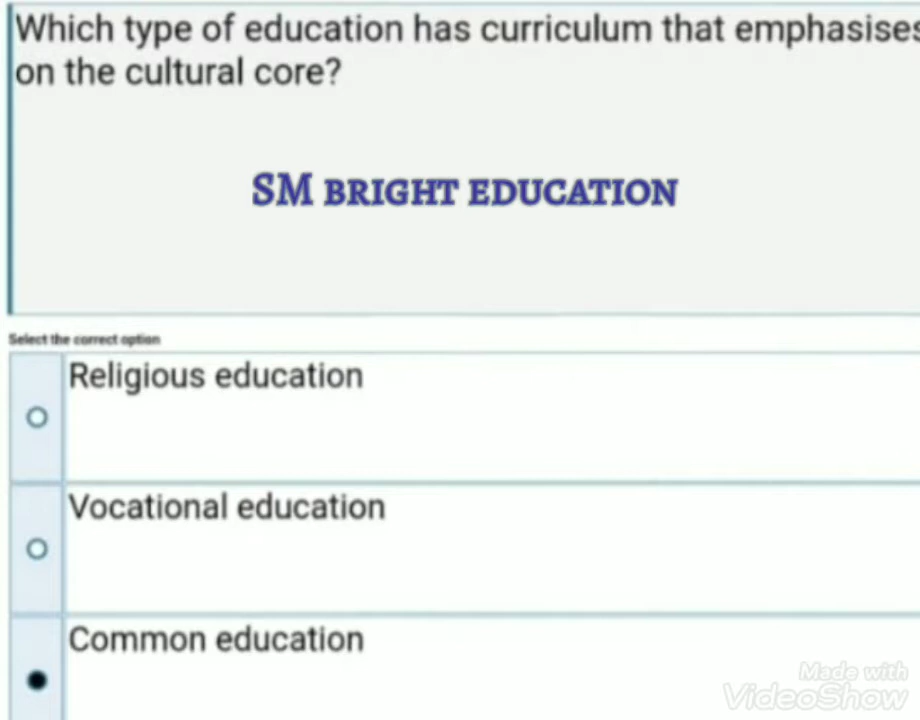 Which type of education has curriculum that emphasises
on the cultural core?
SM BRIGHT EDUCATION
Select the correct option
Religious education
Vocational education
Common education
Made with
VideoShow